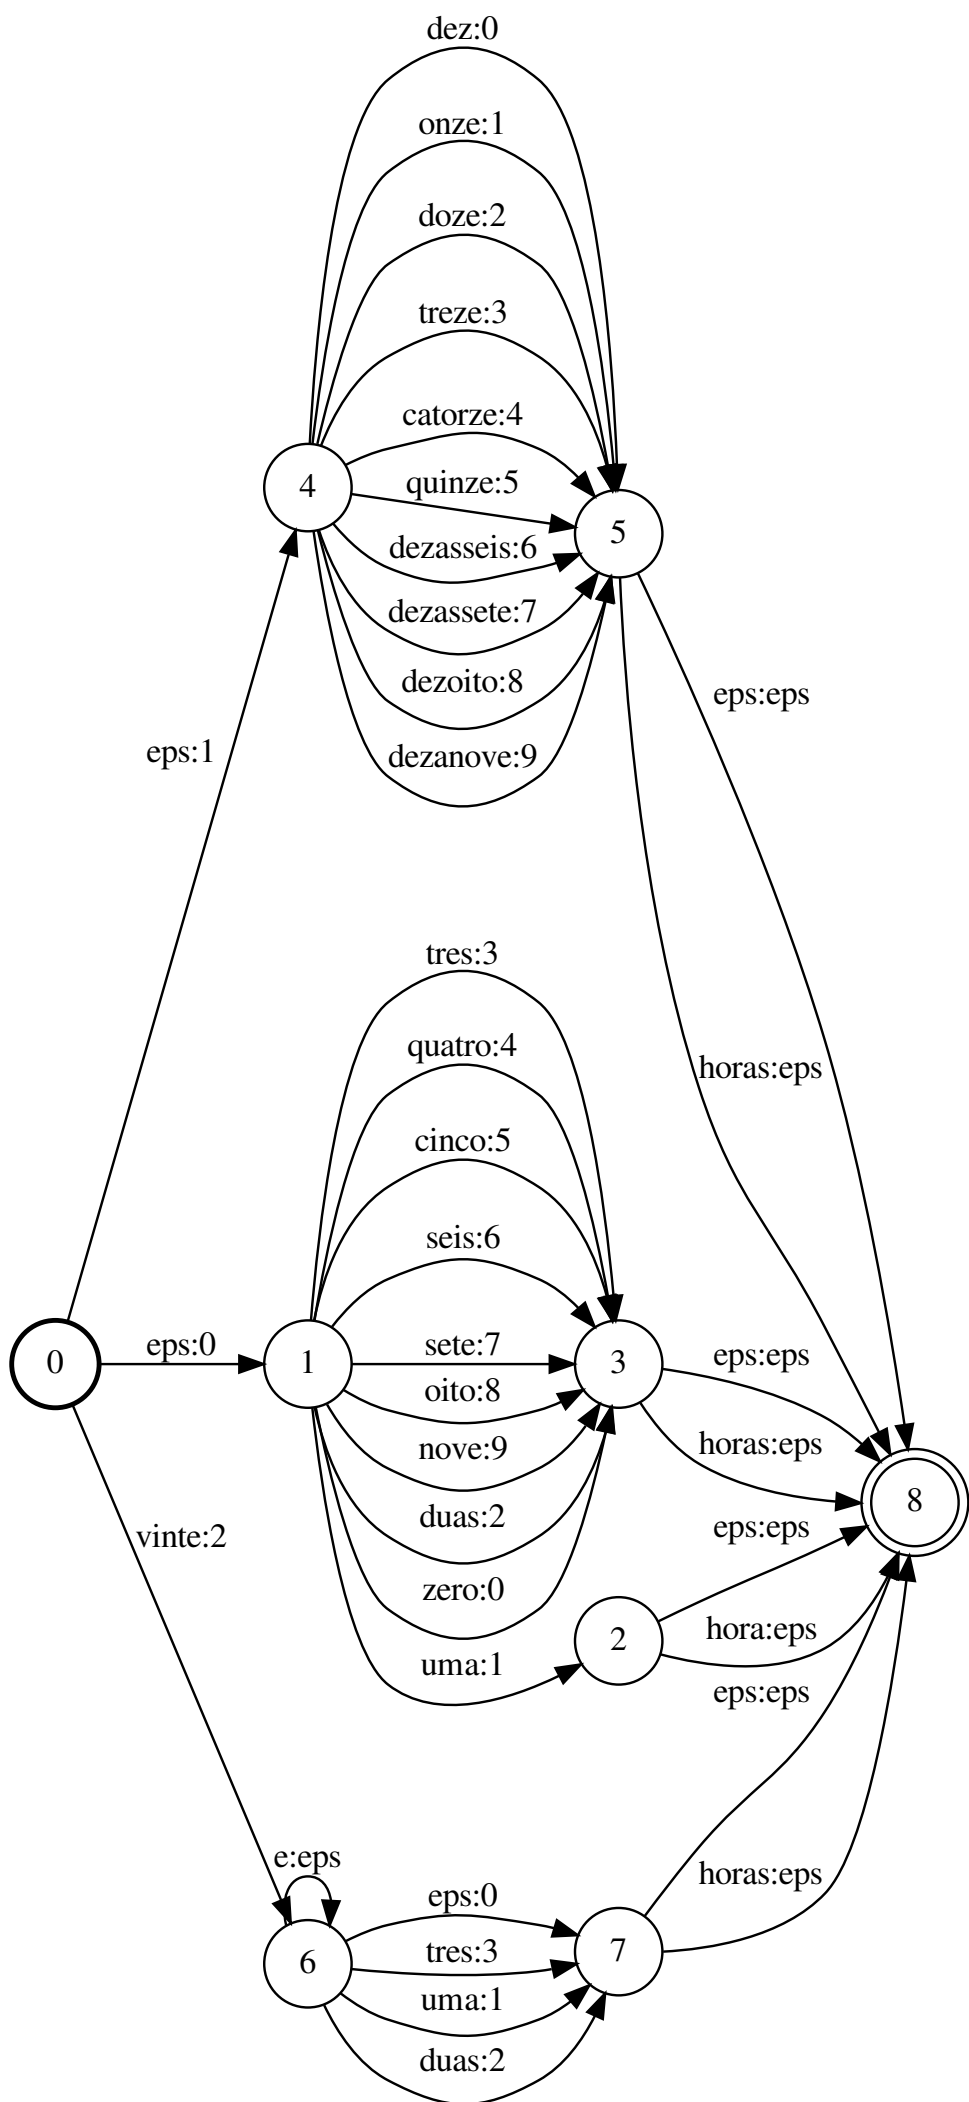 dez:0
onze:1
doze:2
treze:3
catorze:4
4
quinze:5
5
dezasseis:6
dezassete:7
dezoito:8
eps:eps
eps:1
dezanove:9
tres:3
quatro:4
horas:eps
cinco:5
seis:6
0
eps:0
1
sete:7
3
eps:eps
oito:8
nove:9
horas:eps
8
duas:2
eps:eps
vinte:2
zero:0
2
hora:eps
uma:1
eps:eps
e:eps
horas:eps
eps:0
6
tres:3
7
uma:1
duas:2